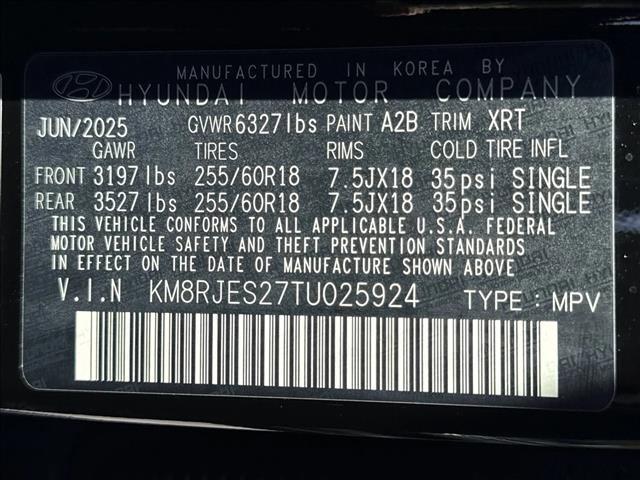 MANUFACTURED IN KOREA BY
HYUNDAI MOTOR COMPANY
JUN/2025 GVWR 6327lbs PAINT A2B TRIM XRT
GAWR TIRES RIMS COLD TIRE INFL
FRONT 3197lbs 255/60R18 7.5JX18 35psi SINGLE
REAR 3527lbs 255/60R18 7.5JX18 35psi SINGLE
THIS VEHICLE CONFORMS TO ALL APPLICABLE U.S.A. FEDERAL
MOTOR VEHICLE SAFETY AND THEFT PREVENTION STANDARDS
IN EFFECT ON THE DATE OF MANUFACTURE SHOWN ABOVE
V.I.N KM8RJES27TU025924 TYPE : MPV